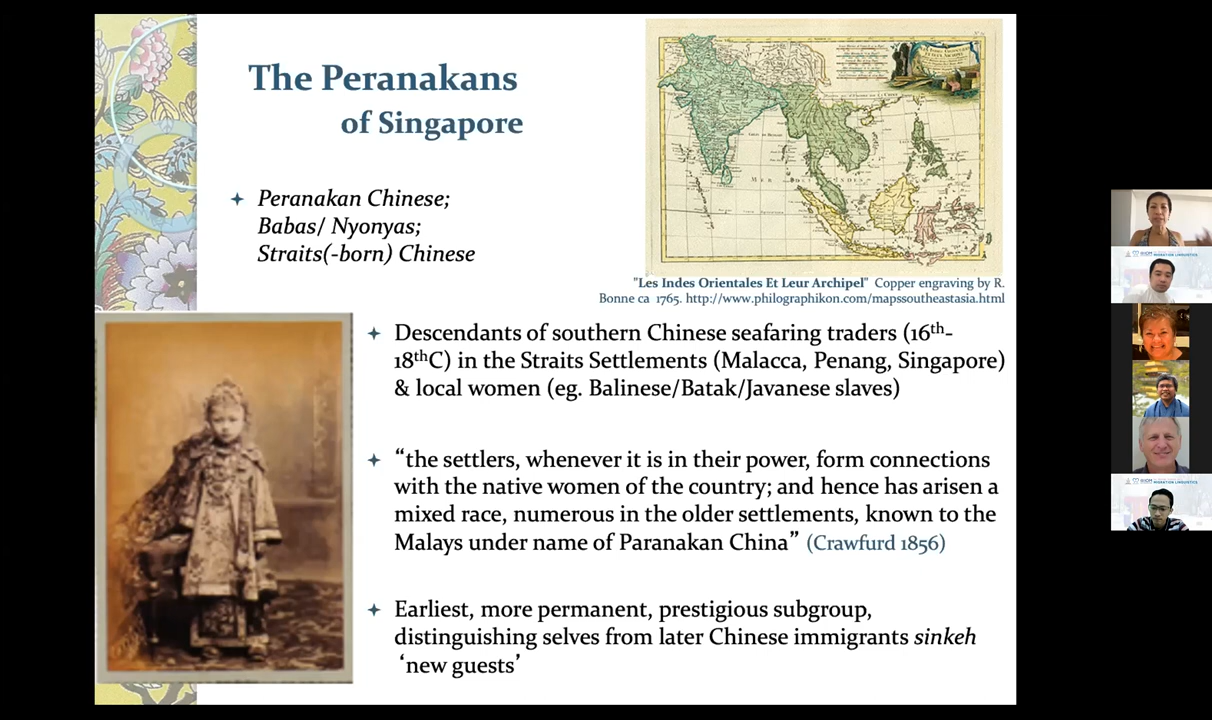 The Peranakans
of Singapore
Peranakan Chinese;
Babas/ Nyonyas;
Straits(-born) Chinese
"Les Indes Orientales Et Leur Archipel" Copper engraving by R.
Bonne ca 1765. http://www.philographikon.com/mapssoutheastasia.html
Descendants of southern Chinese seafaring traders (16th-
18thC) in the Straits Settlements (Malacca, Penang, Singapore)
& local women (eg. Balinese/Batak/Javanese slaves)
“the settlers, whenever it is in their power, form connections
with the native women of the country; and hence has arisen a
mixed race, numerous in the older settlements, known to the
Malays under name of Paranakan China” (Crawfurd 1856)
Earliest, more permanent, prestigious subgroup,
distinguishing selves from later Chinese immigrants sinkeh
‘new guests’